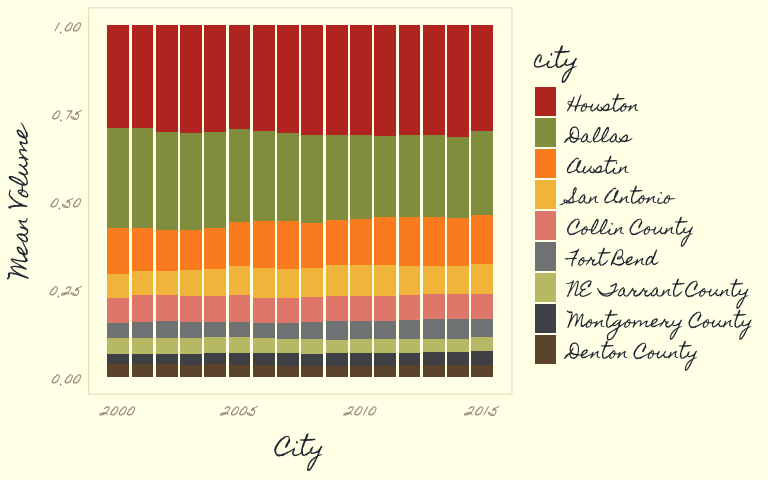 1.00
0.75
0.50
0.25
0.00
Mean Volume
2000 2005 2010 2015
City
city
Houston
Dallas
Austin
San Antonio
Collin County
Fort Bend
NE Tarrant County
Montgomery County
Denton County